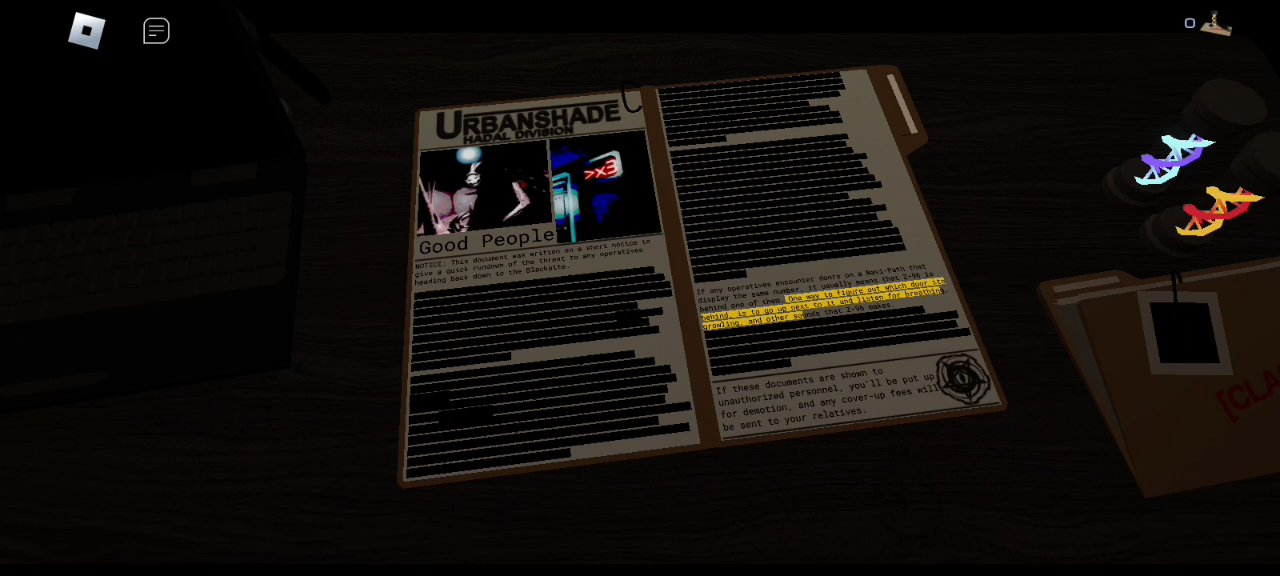 URBANSHADE
HADAL DIVISION
>x3
Good People
NOTICE: This document was written on a short notice to
give a quick rundown of the threat to any operatives
heading back down to the Blacksite.
If any operatives encounter doors on a Navi-Path that
display the same number, it usually means that Z-96 is
behind one of them. One way to figure out which door its
behind, is to go up next to it and listen for breathing,
growling, and other sounds that Z-96 makes.
If these documents are shown to
unauthorized personnel, you'll be put up
for demotion, and any cover-up fees will
be sent to your relatives.
[CLA